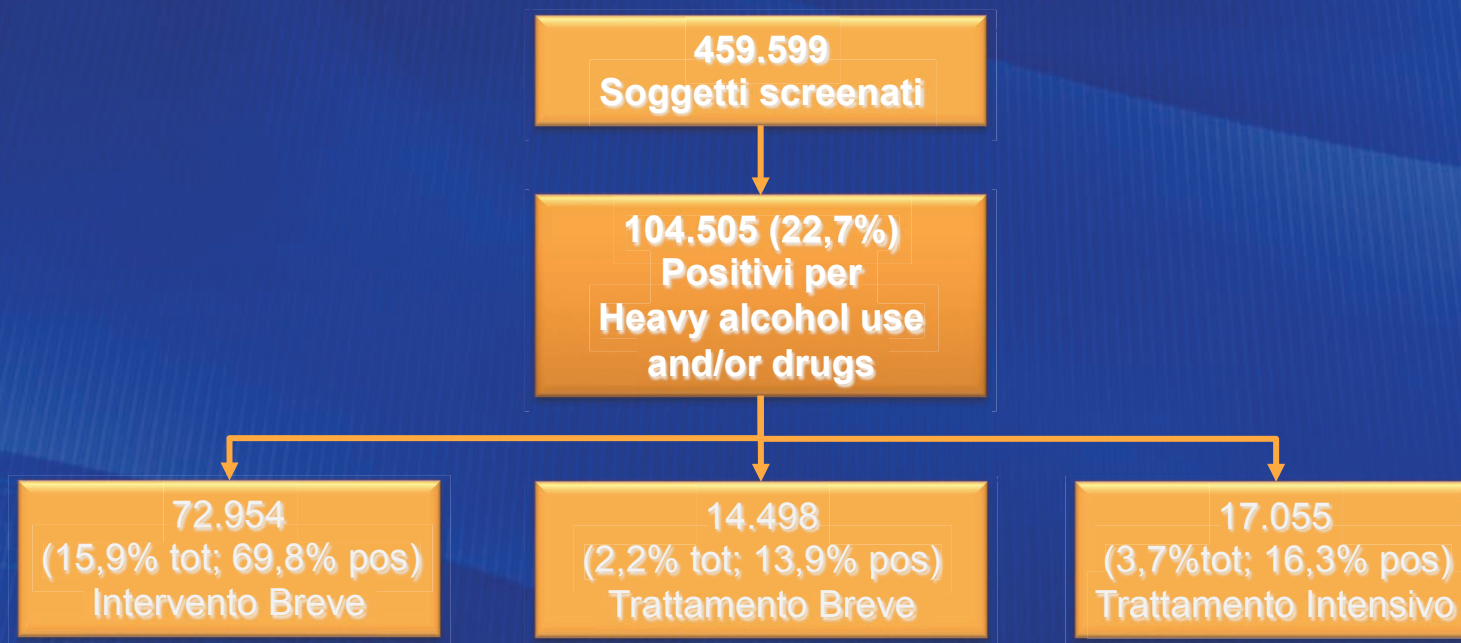 459.599
Soggetti screenati
104.505 (22,7%)
Positivi per
Heavy alcohol use
and/or drugs
72.954
(15,9% tot; 69,8% pos)
Intervento Breve
14.498
(2,2% tot; 13,9% pos)
Trattamento Breve
17.055
(3,7%tot; 16,3% pos)
Trattamento Intensivo